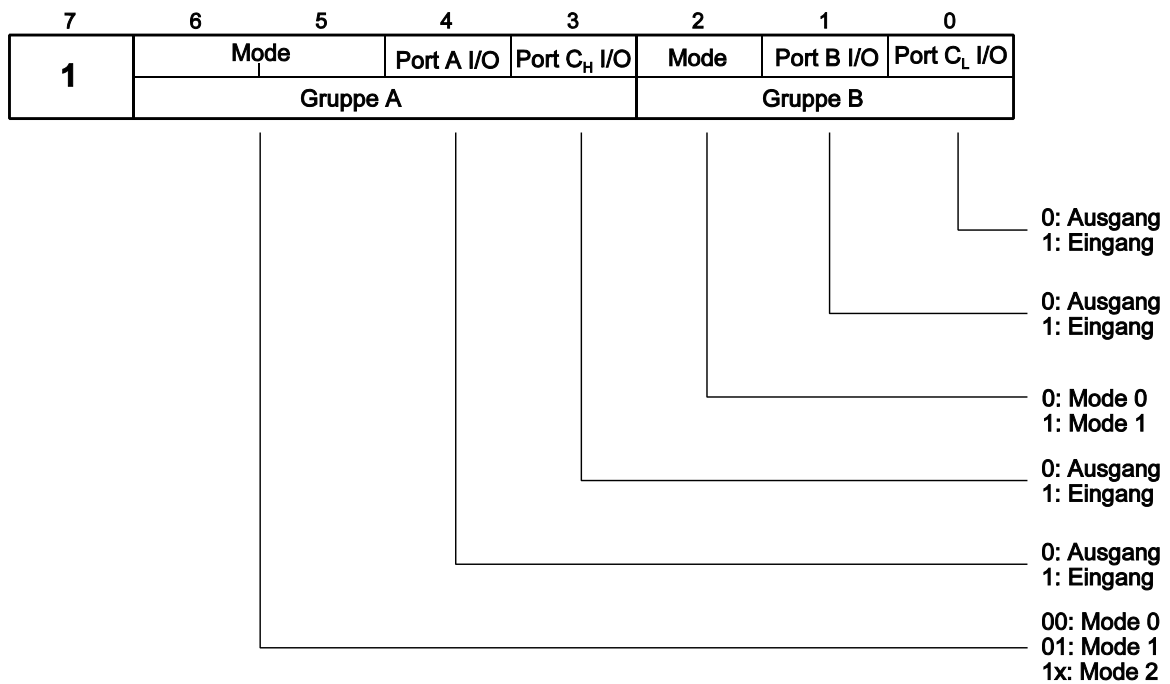 7 6 5 4 3 2 1 0
1 Mode Port A I/O Port C_H I/O Mode Port B I/O Port C_L I/O
Gruppe A Gruppe B
0: Ausgang
1: Eingang
0: Ausgang
1: Eingang
0: Mode 0
1: Mode 1
0: Ausgang
1: Eingang
0: Ausgang
1: Eingang
00: Mode 0
01: Mode 1
1x: Mode 2